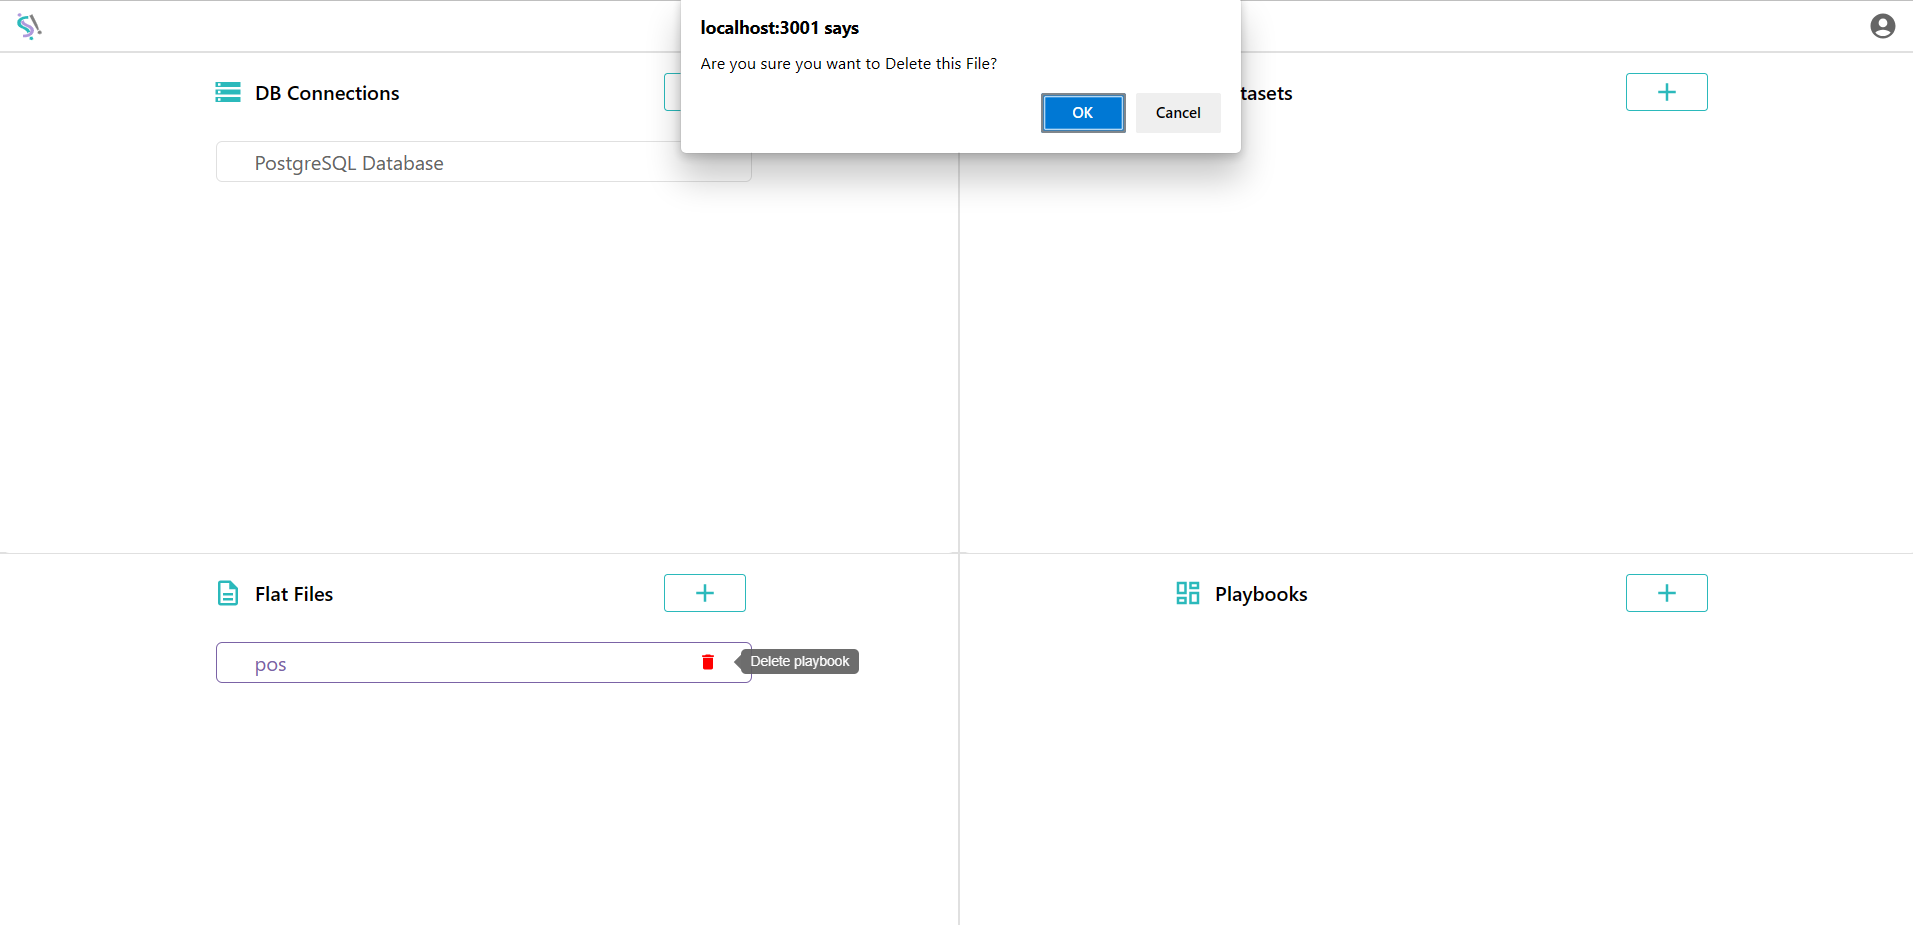 localhost:3001 says
Are you sure you want to Delete this File?
OK
Cancel
DB Connections
tasets
PostgreSQL Database
Flat Files
Playbooks
pos
Delete playbook